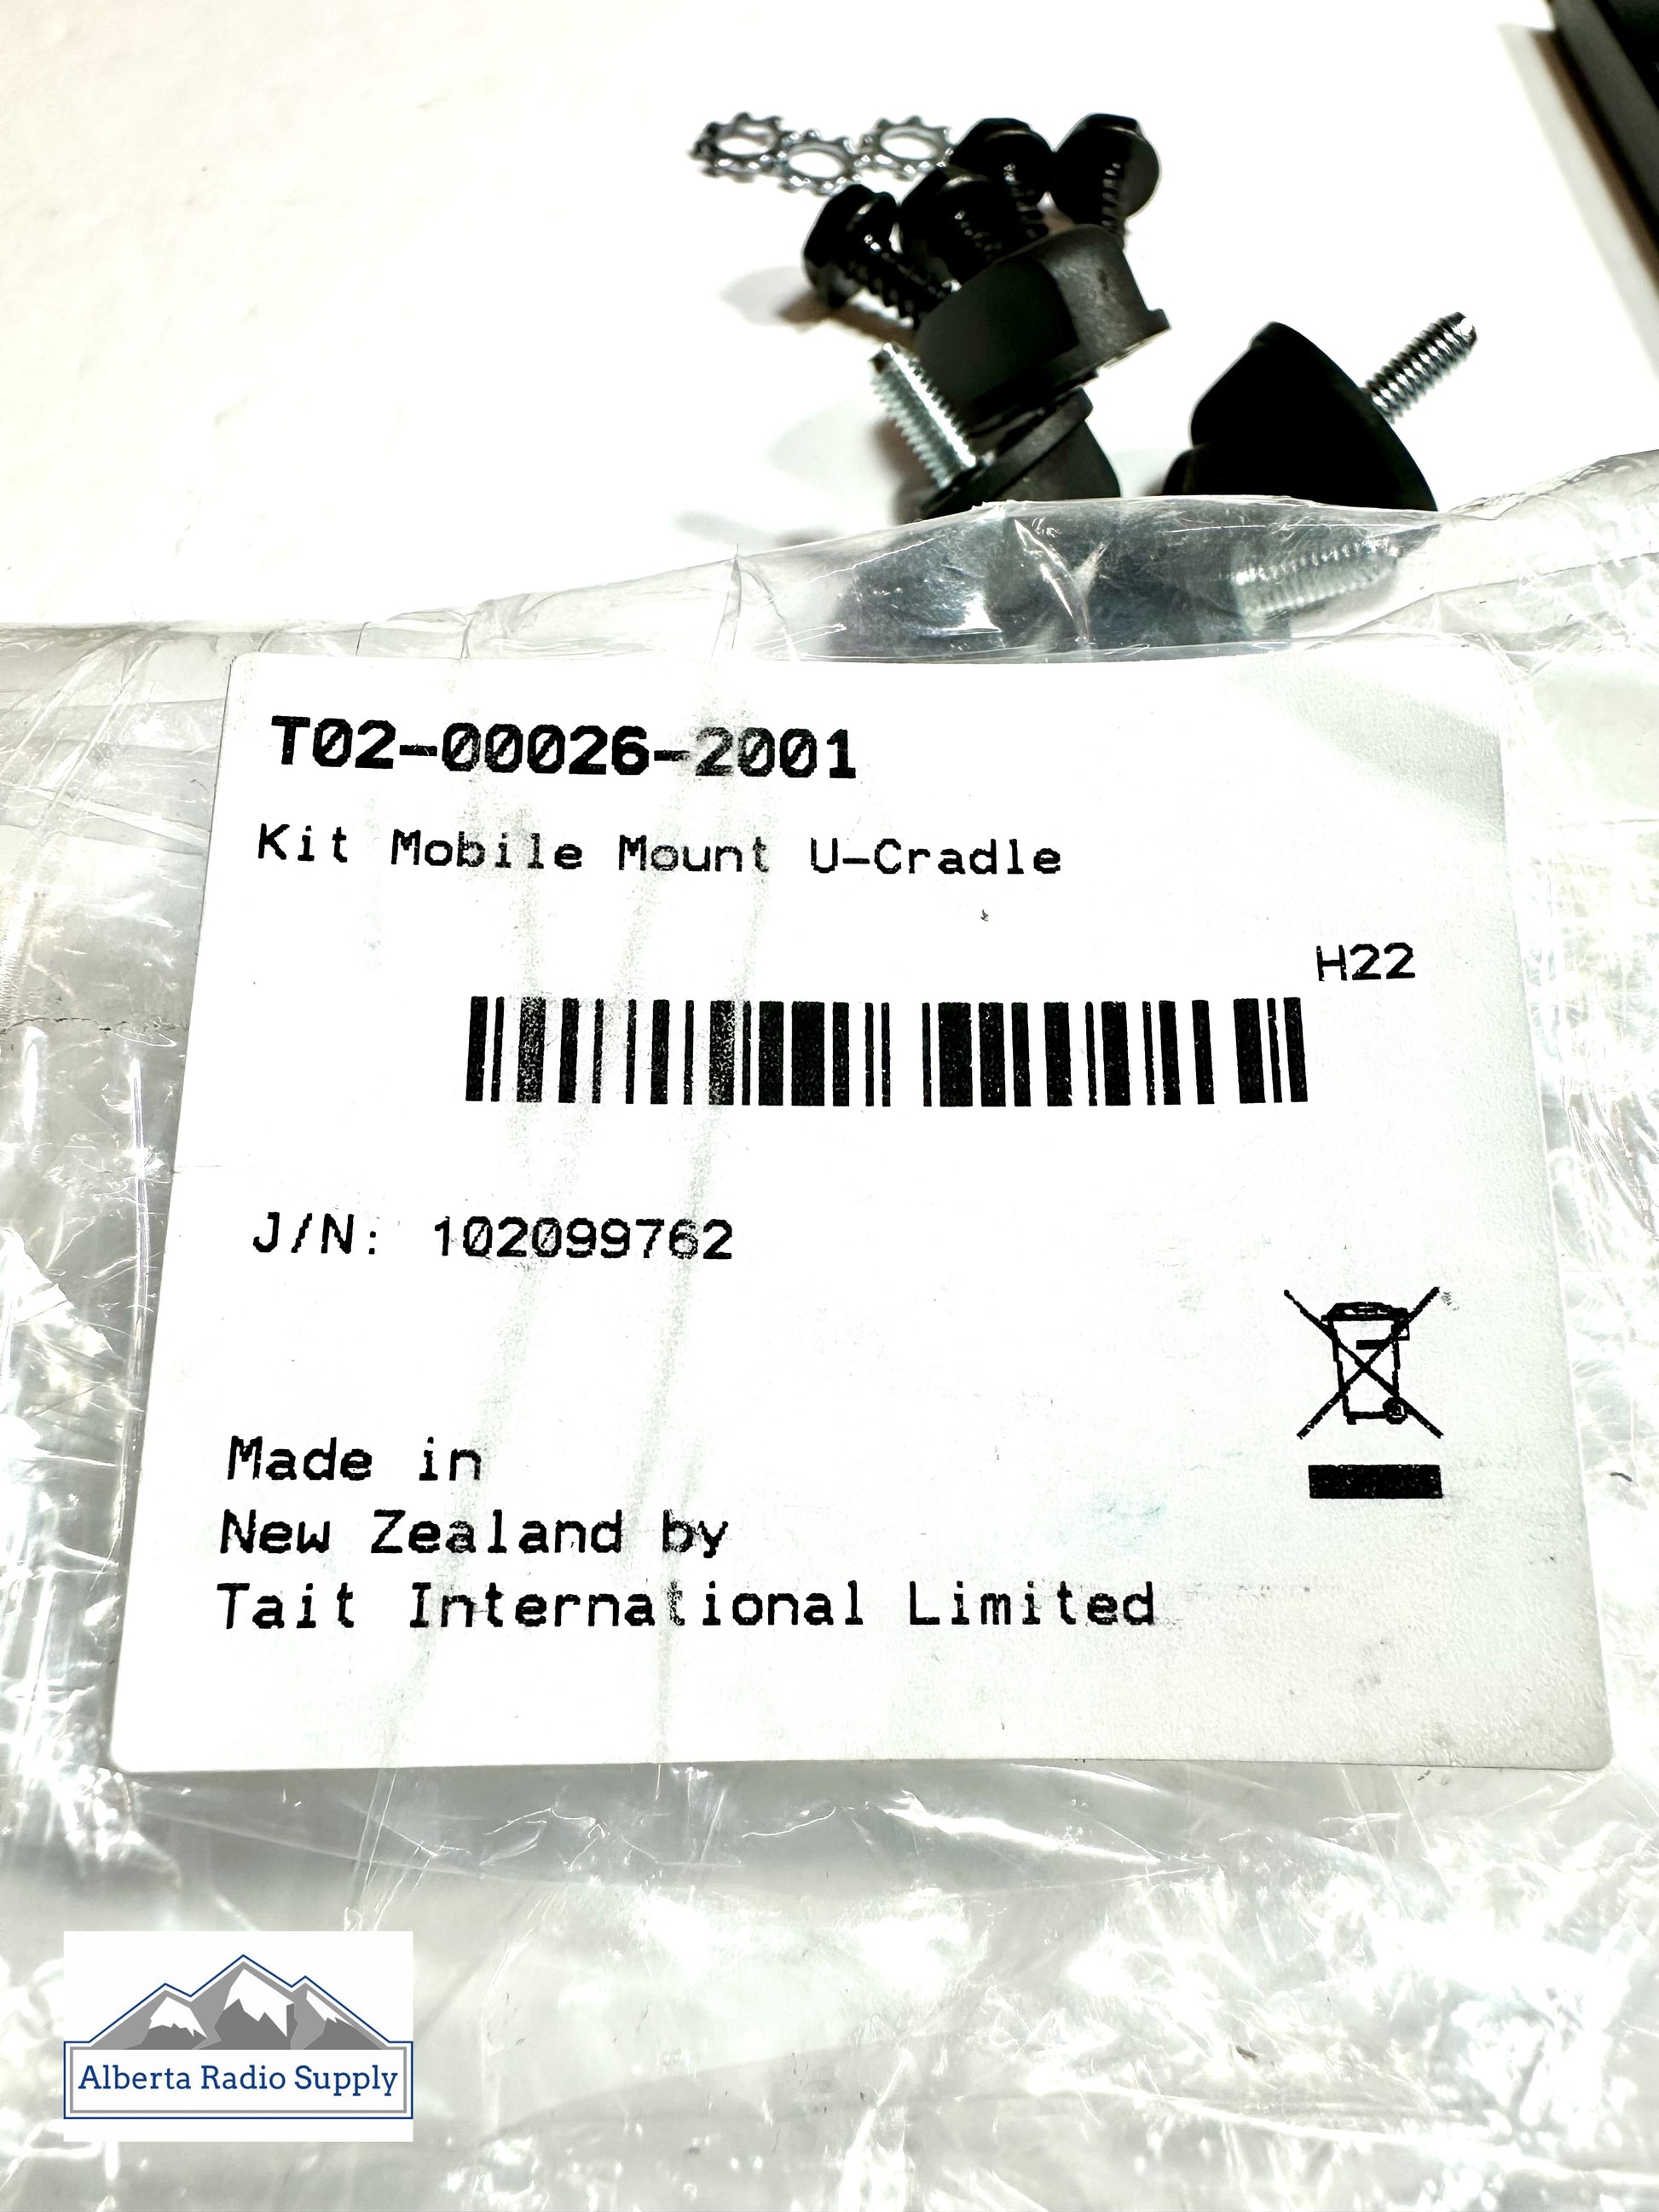 T02-00026-2001
Kit Mobile Mount U-Cradle
H22
J/N: 102099762
Made in
New Zealand by
Tait International Limited
Alberta Radio Supply